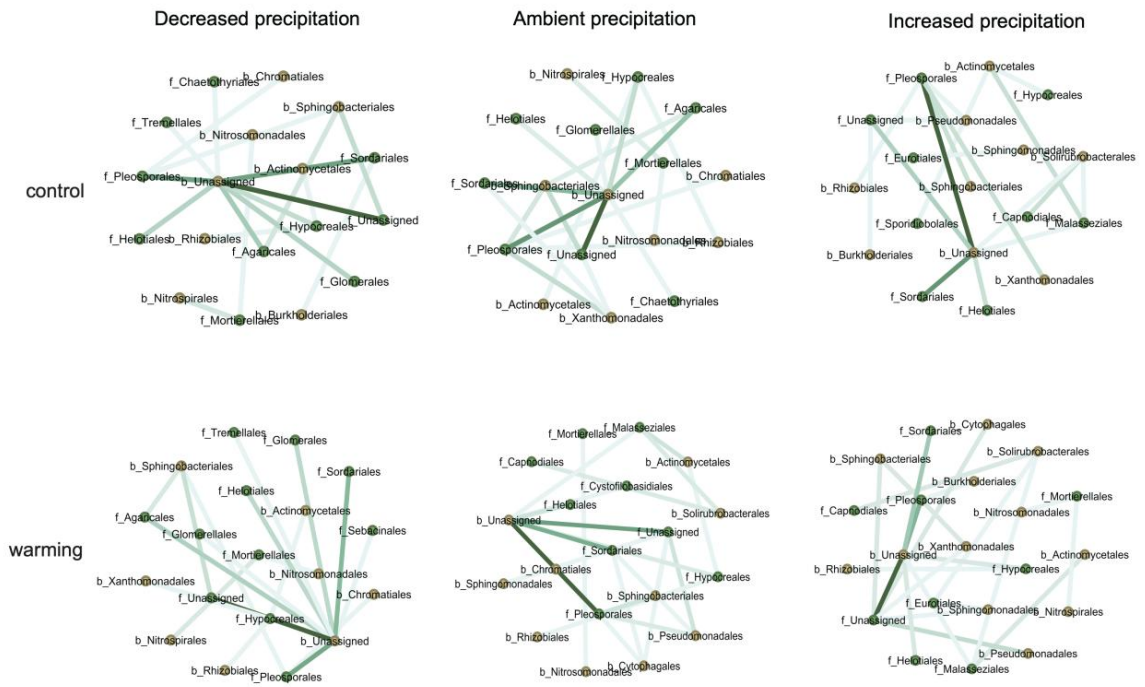 Decreased precipitation
Ambient precipitation
Increased precipitation
control
f_Chaetothyriales
b_Chromatiales
b_Sphingobacteriales
f_Tremellales
b_Nitrosomonadales
f_Sordariales
b_Actinomycetales
f_Pleosporales
b_Unassigned
f_Unassigned
f_Hypocreales
f_Helotiales
b_Rhizobiales
f_Agaricales
f_Glomerales
b_Nitrospirales
b_Burkholderiales
f_Mortierellales
b_Nitrospirales
f_Hypocreales
f_Agaricales
f_Helotiales
f_Glomerellales
f_Mortierellales
b_Chromatiales
f_Sordariales
b_Sphingobacteriales
b_Unassigned
b_Nitrosomonadales
b_Rhizobiales
f_Pleosporales
f_Unassigned
f_Chaetothyriales
b_Actinomycetales
b_Xanthomonadales
b_Actinomycetales
f_Pleosporales
f_Hypocreales
f_Unassigned
b_Pseudomonadales
b_Sphingomonadales
b_Solirubrobacterales
f_Eurotiales
b_Rhizobiales
b_Sphingobacteriales
f_Sporidiobolales
f_Capnodiales
f_Malasseziales
b_Burkholderiales
b_Unassigned
b_Xanthomonadales
f_Sordariales
f_Helotiales
warming
f_Tremellales
f_Glomerales
b_Sphingobacteriales
f_Sordariales
f_Helotiales
b_Actinomycetales
f_Agaricales
f_Sebacinales
f_Glomerellales
f_Mortierellales
b_Nitrosomonadales
b_Xanthomonadales
b_Chromatiales
f_Unassigned
f_Hypocreales
b_Nitrospirales
b_Unassigned
b_Rhizobiales
f_Pleosporales
f_Malasseziales
f_Mortierellales
f_Capnodiales
b_Actinomycetales
f_Cystofilobasidiales
f_Helotiales
b_Solirubrobacterales
b_Unassigned
f_Unassigned
f_Sordariales
b_Chromatiales
f_Hypocreales
b_Sphingomonadales
b_Sphingobacteriales
f_Pleosporales
b_Rhizobiales
b_Pseudomonadales
b_Cytophagales
b_Nitrosomonadales
b_Cytophagales
f_Sordariales
b_Solirubrobacterales
b_Sphingobacteriales
b_Burkholderiales
f_Mortierellales
f_Pleosporales
f_Capnodiales
b_Nitrosomonadales
b_Xanthomonadales
b_Unassigned
b_Actinomycetales
b_Rhizobiales
f_Hypocreales
f_Eurotiales
b_Sphingomonadales
b_Nitrospirales
f_Unassigned
b_Pseudomonadales
f_Helotiales
f_Malasseziales